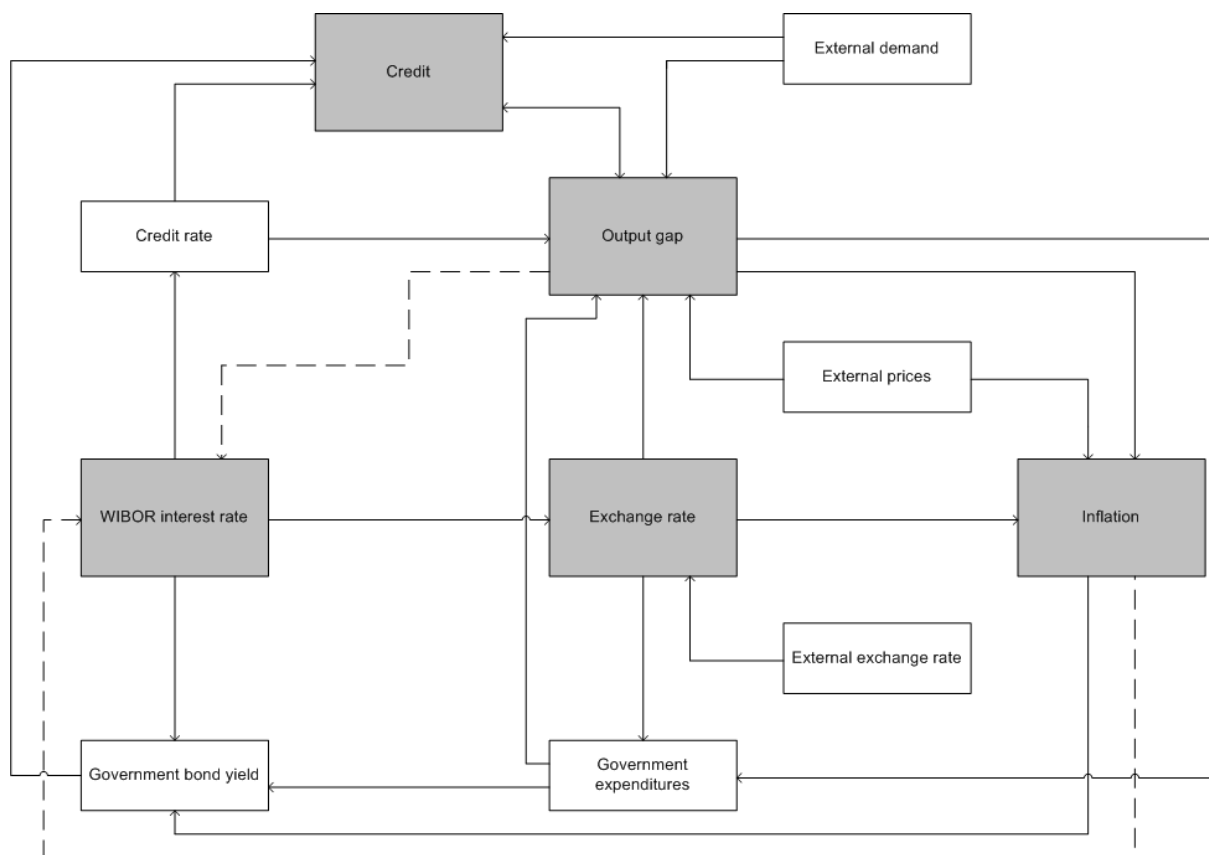 External demand
Credit
Credit rate
Output gap
External prices
WIBOR interest rate
Exchange rate
Inflation
External exchange rate
Government bond yield
Government
expenditures